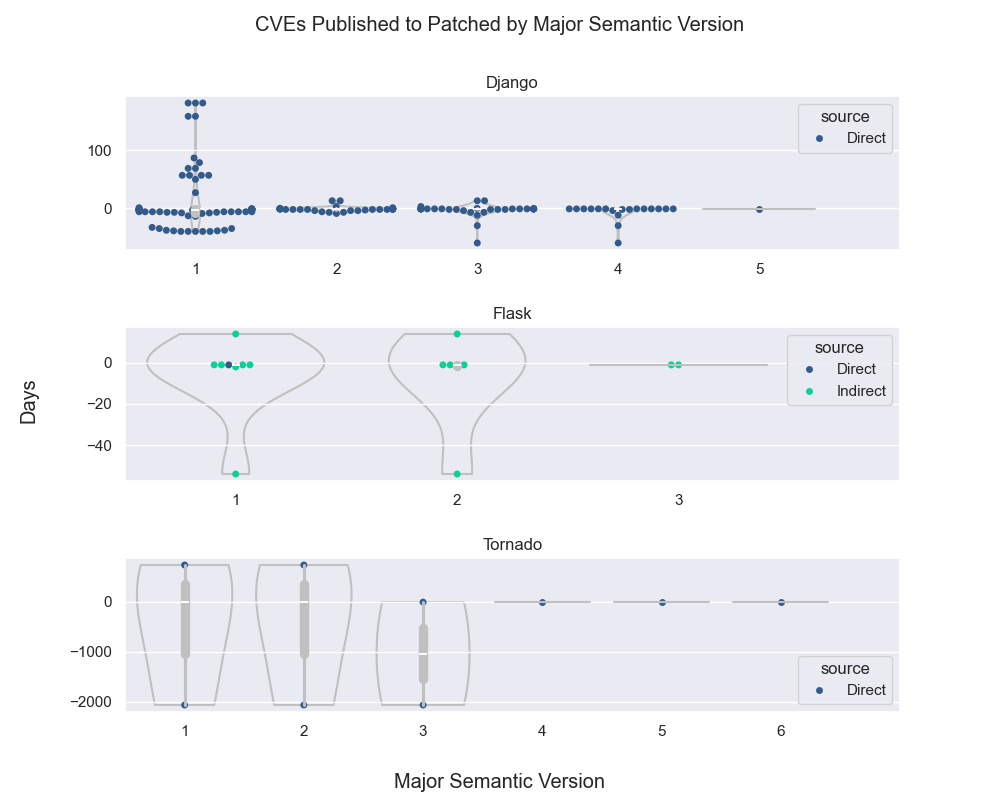 CVEs Published to Patched by Major Semantic Version
Django
source
Direct
100
0
1 2 3 4 5
Flask
source
Direct
Indirect
0
−20
−40
1 2 3
Days
Tornado
0
−1000
−2000
source
Direct
1 2 3 4 5 6
Major Semantic Version